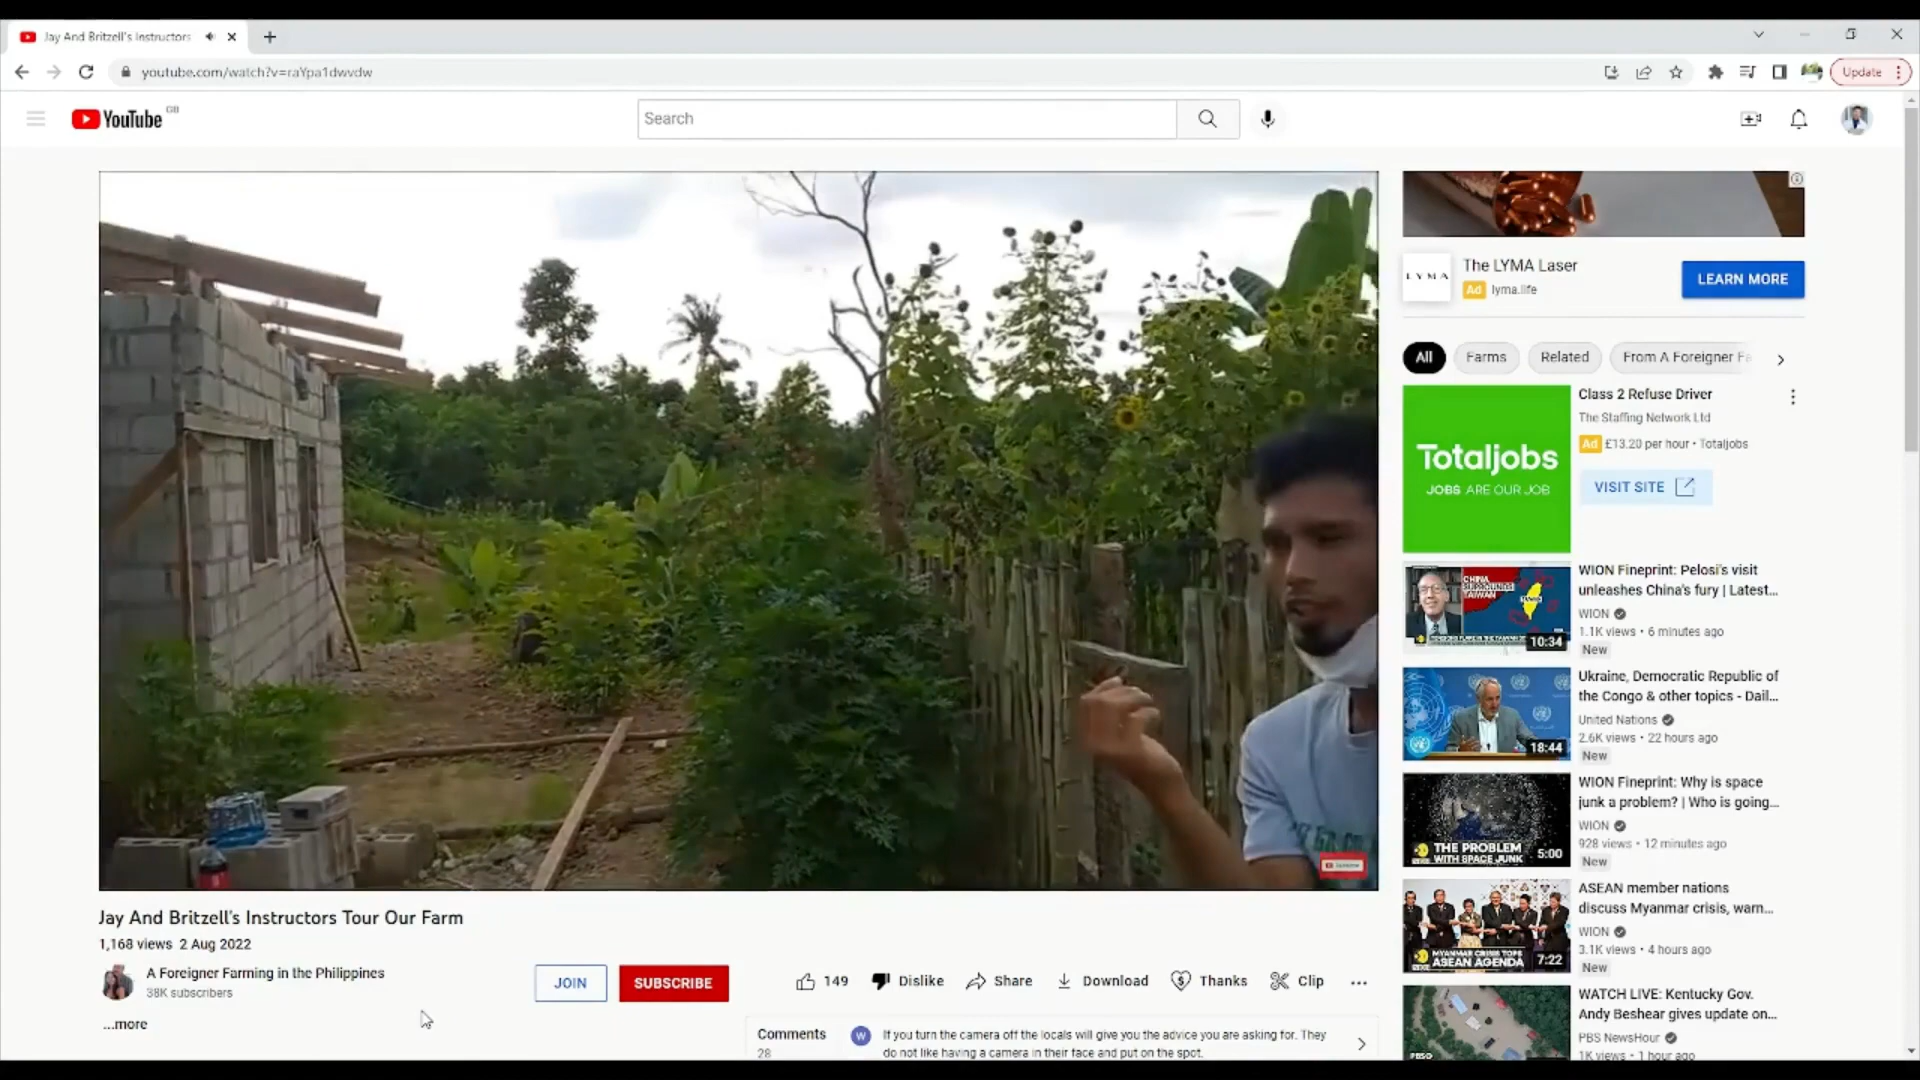 Jay And Britzell's Instructors
youtube.com/watch?v=raYpa1dwvdw
Update
YouTube GB
Search
LYMA
The LYMA Laser
Ad lyma.life
LEARN MORE
All
Farms
Related
From A Foreigner Fa
Totaljobs
JOBS ARE OUR JOB
Class 2 Refuse Driver
The Staffing Network Ltd
Ad £13.20 per hour • Totaljobs
VISIT SITE
CHINA
SURROUNDS
TAIWAN
10:34
WION Fineprint: Pelosi's visit
unleashes China's fury | Latest...
WION
1.1K views • 6 minutes ago
New
18:44
Ukraine, Democratic Republic of
the Congo & other topics - Dail...
United Nations
2.6K views • 22 hours ago
New
THE PROBLEM
WITH SPACE JUNK
5:00
WION Fineprint: Why is space
junk a problem? | Who is going...
WION
928 views • 12 minutes ago
New
MYANMAR CRISIS TOPS
ASEAN AGENDA
7:22
ASEAN member nations
discuss Myanmar crisis, warn...
WION
3.1K views • 4 hours ago
New
WATCH LIVE: Kentucky Gov.
Andy Beshear gives update on...
PBS NewsHour
1K views • 1 hour ago
Jay And Britzell's Instructors Tour Our Farm
1,168 views 2 Aug 2022
A Foreigner Farming in the Philippines
38K subscribers
JOIN
SUBSCRIBE
149
Dislike
Share
Download
Thanks
Clip
...more
Comments
28
W
If you turn the camera off the locals will give you the advice you are asking for. They
do not like having a camera in their face and put on the spot.